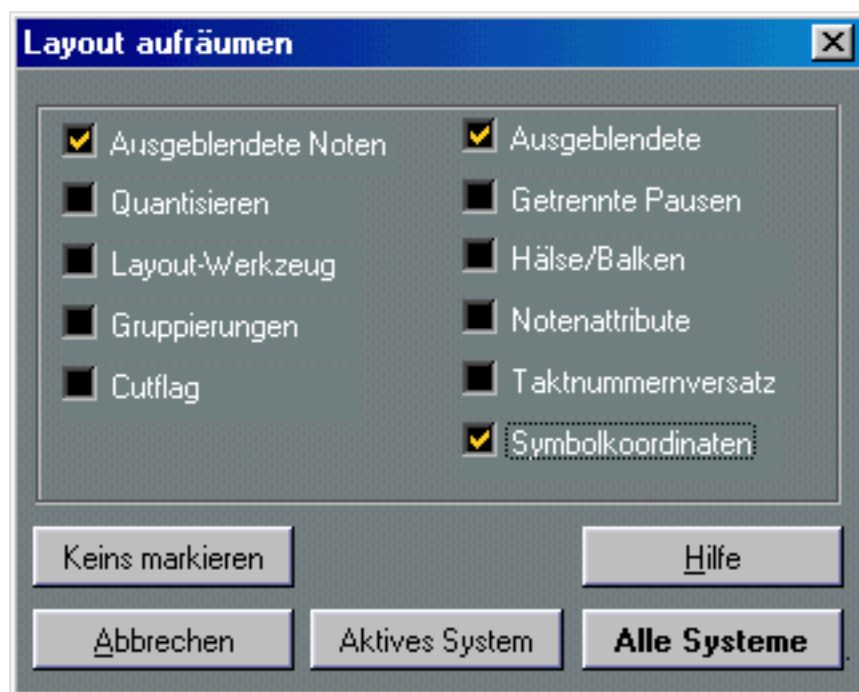 Layout aufräumen
Ausgeblendete Noten
Quantisieren
Layout-Werkzeug
Gruppierungen
Cutflag
Ausgeblendete
Getrennte Pausen
Hälse/Balken
Notenattribute
Taktnummernversatz
Symbolkoordinaten
Keins markieren
Hilfe
Abbrechen
Aktives System
Alle Systeme